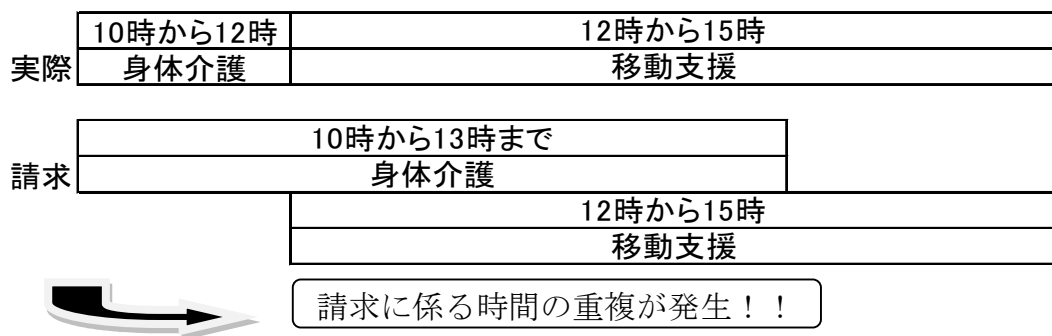 10時から12時 12時から15時
実際 身体介護 移動支援
10時から13時まで
請求 身体介護
12時から15時
移動支援
請求に係る時間の重複が発生！！